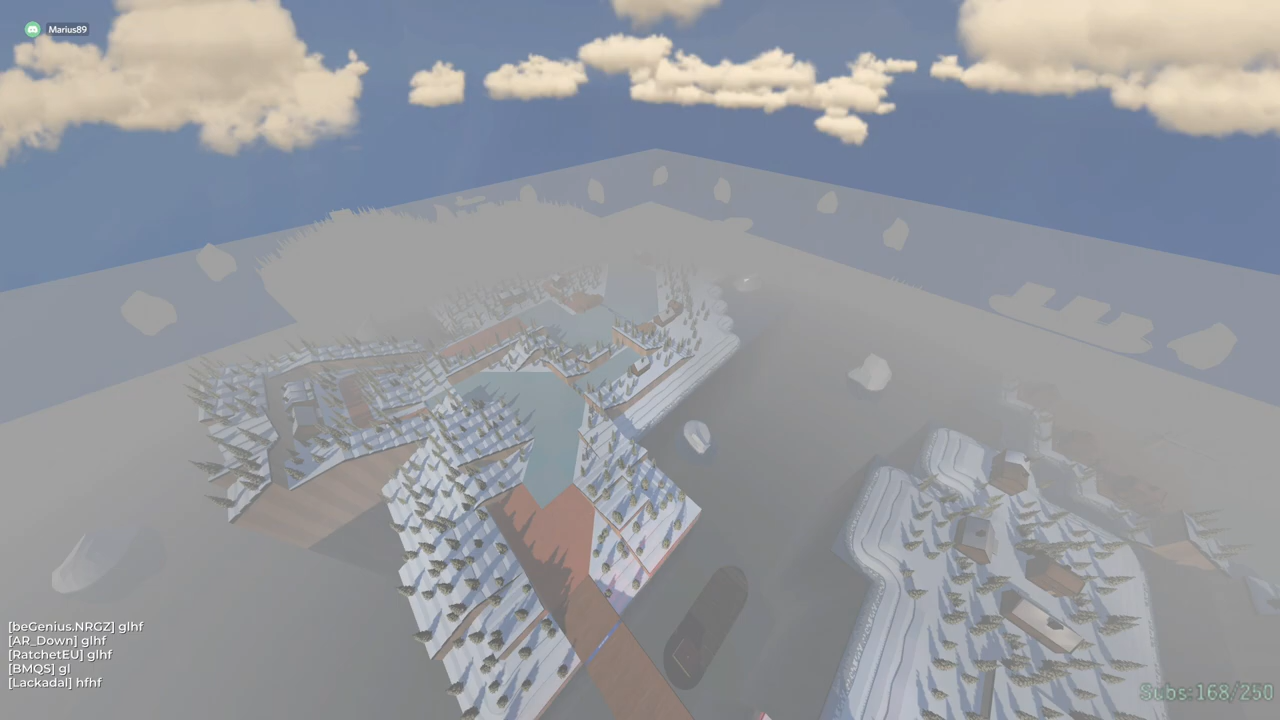 Marius89
[beGenius.NRGZ] glhf
[AR_Down] glhf
[RatchetEU] glhf
[BMQS] gl
[Lackadal] hfhf
Subs:168/250